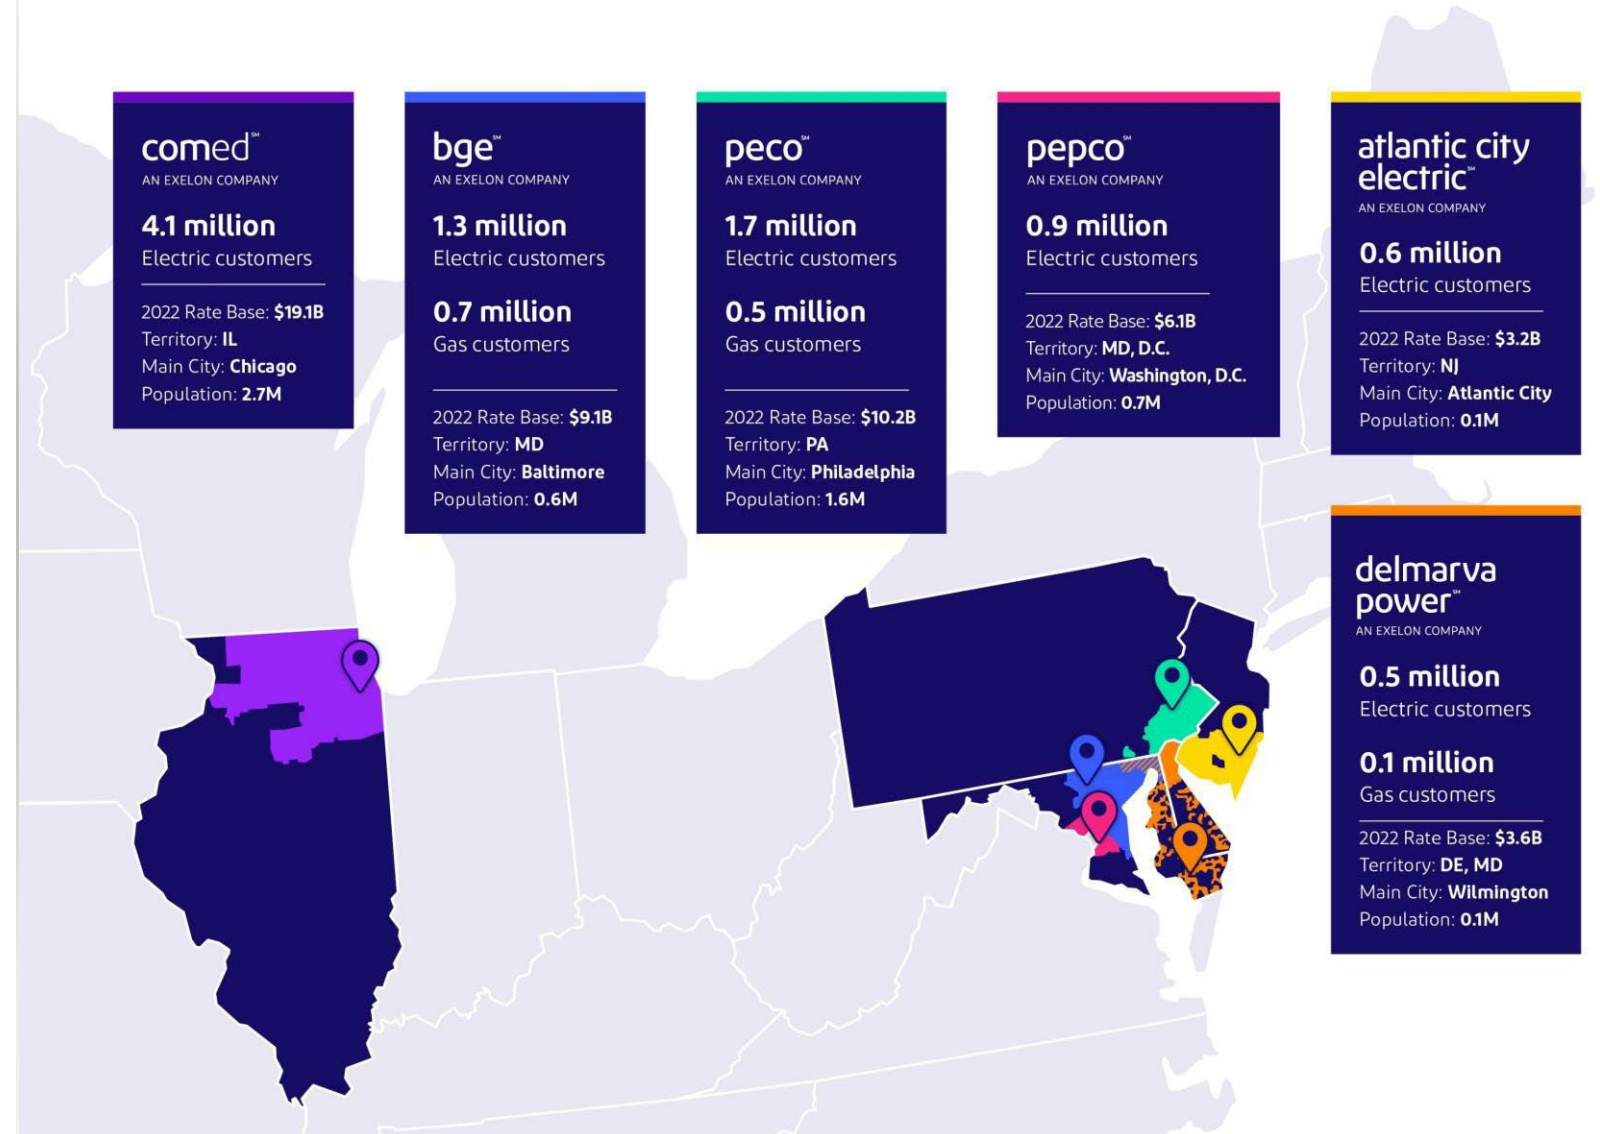 comed℠
AN EXELON COMPANY
4.1 million
Electric customers
2022 Rate Base: $19.1B
Territory: IL
Main City: Chicago
Population: 2.7M
bge℠
AN EXELON COMPANY
1.3 million
Electric customers
0.7 million
Gas customers
2022 Rate Base: $9.1B
Territory: MD
Main City: Baltimore
Population: 0.6M
peco℠
AN EXELON COMPANY
1.7 million
Electric customers
0.5 million
Gas customers
2022 Rate Base: $10.2B
Territory: PA
Main City: Philadelphia
Population: 1.6M
pepco℠
AN EXELON COMPANY
0.9 million
Electric customers
2022 Rate Base: $6.1B
Territory: MD, D.C.
Main City: Washington, D.C.
Population: 0.7M
atlantic city
electric℠
AN EXELON COMPANY
0.6 million
Electric customers
2022 Rate Base: $3.2B
Territory: NJ
Main City: Atlantic City
Population: 0.1M
delmarva
power℠
AN EXELON COMPANY
0.5 million
Electric customers
0.1 million
Gas customers
2022 Rate Base: $3.6B
Territory: DE, MD
Main City: Wilmington
Population: 0.1M